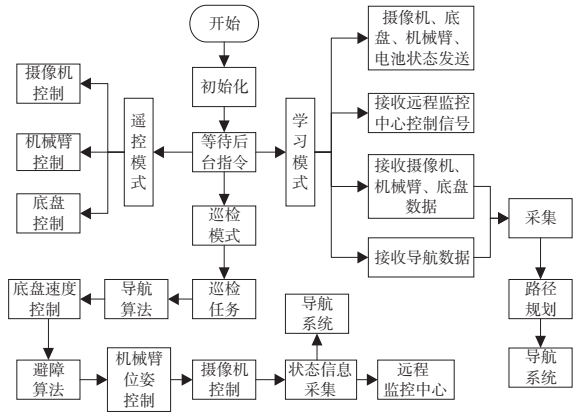 开始
初始化
等待后
台指令
遥
控
模
式
摄像机
控制
机械臂
控制
底盘
控制
学
习
模
式
摄像机、底
盘、机械臂、
电池状态发送
接收远程监控
中心控制信号
接收摄像机、
机械臂、底盘
数据
接收导航数据
采集
路径
规划
导航
系统
巡检
模式
巡检
任务
导航
算法
底盘速度
控制
避障
算法
机械臂
位姿
控制
摄像机
控制
状态信息
采集
导航
系统
远程
监控中心